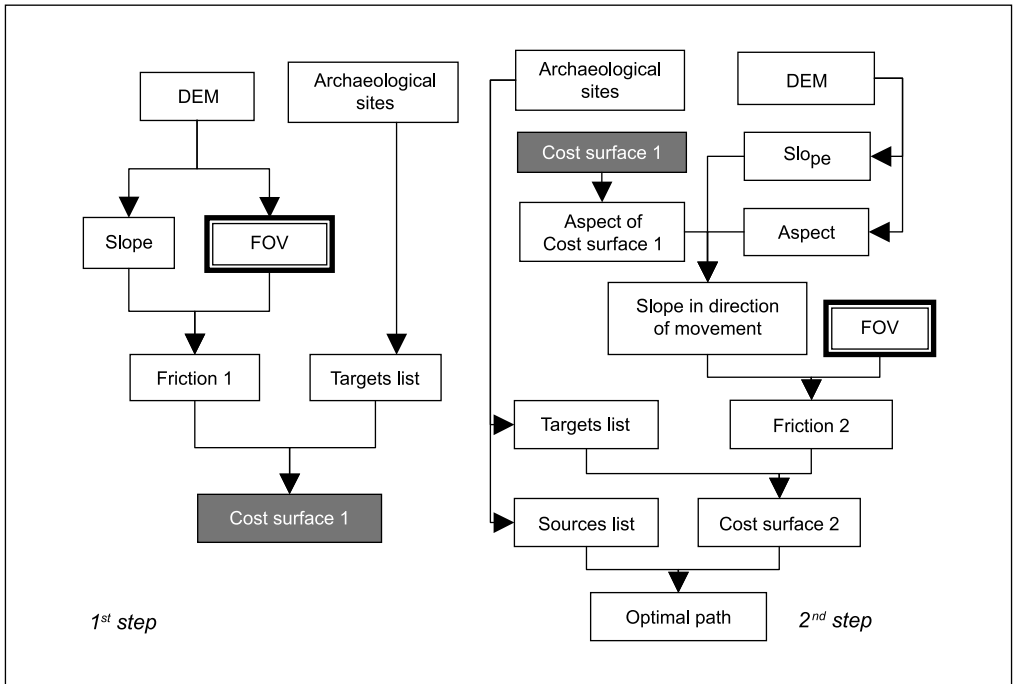 DEM
Archaeological
sites
Slope
FOV
Friction 1
Targets list
Cost surface 1
1st step
Archaeological
sites
DEM
Cost surface 1
Slope
Aspect of
Cost surface 1
Aspect
Slope in direction
of movement
FOV
Targets list
Friction 2
Sources list
Cost surface 2
Optimal path
2nd step